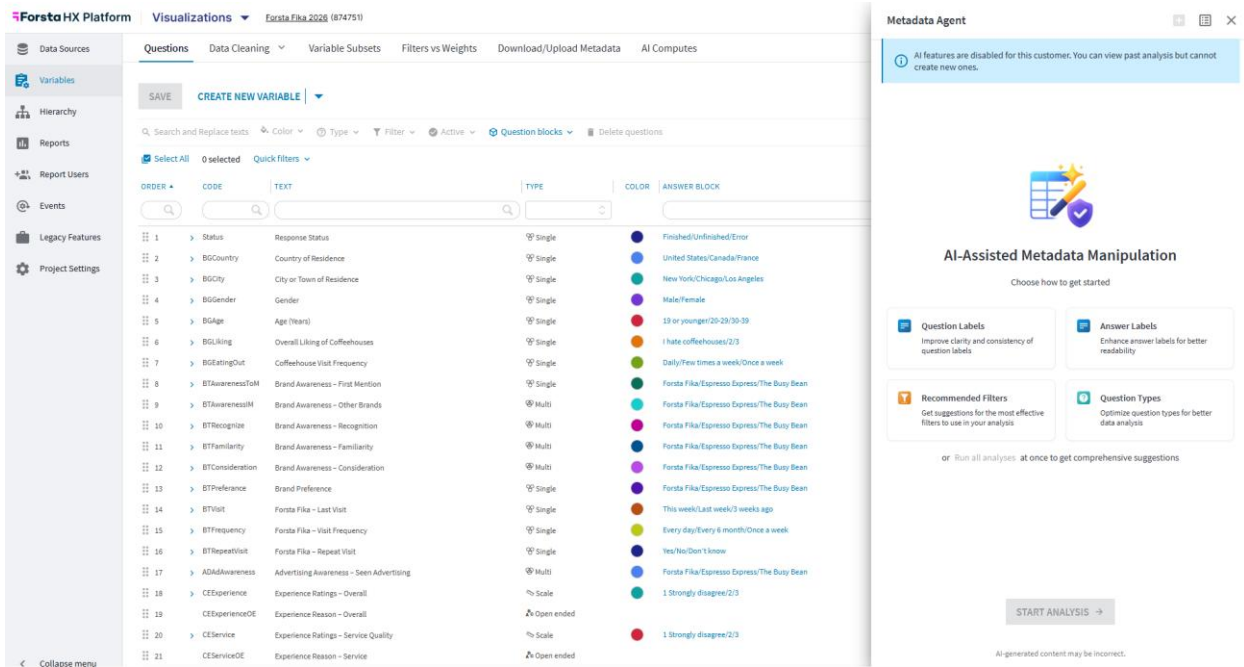 Forsta HX Platform
Visualizations
Forsta Fika 2026 (874751)
Data Sources
Variables
Hierarchy
Reports
Report Users
Events
Legacy Features
Project Settings
Collapse menu
Questions Data Cleaning Variable Subsets Filters vs Weights Download/Upload Metadata AI Computes
SAVE CREATE NEW VARIABLE
Search and Replace texts Color Type Filter Active Question blocks Delete questions
Select All 0 selected Quick filters
ORDER CODE TEXT TYPE COLOR ANSWER BLOCK
1 Status Response Status Single Finished/Unfinished/Error
2 BGCountry Country of Residence Single United States/Canada/France
3 BGCity City or Town of Residence Single New York/Chicago/Los Angeles
4 BGGender Gender Single Male/Female
5 BGAge Age (Years) Single 19 or younger/20-29/30-39
6 BGLiking Overall Liking of Coffeehouses Single I hate coffeehouses/2/3
7 BGEatingOut Coffeehouse Visit Frequency Single Daily/Few times a week/Once a week
8 BTAwarenessToM Brand Awareness – First Mention Single Forsta Fika/Espresso Express/The Busy Bean
9 BTAwarenessIM Brand Awareness – Other Brands Multi Forsta Fika/Espresso Express/The Busy Bean
10 BTRecognize Brand Awareness – Recognition Multi Forsta Fika/Espresso Express/The Busy Bean
11 BTFamilarity Brand Awareness – Familiarity Multi Forsta Fika/Espresso Express/The Busy Bean
12 BTConsideration Brand Awareness – Consideration Multi Forsta Fika/Espresso Express/The Busy Bean
13 BTPreferance Brand Preference Single Forsta Fika/Espresso Express/The Busy Bean
14 BTVisit Forsta Fika – Last Visit Single This week/Last week/3 weeks ago
15 BTFrequency Forsta Fika – Visit Frequency Single Every day/Every 6 month/Once a week
16 BTRepeatVisit Forsta Fika – Repeat Visit Single Yes/No/Don't know
17 ADAdAwareness Advertising Awareness – Seen Advertising Multi Forsta Fika/Espresso Express/The Busy Bean
18 CEExperience Experience Ratings – Overall Scale 1 Strongly disagree/2/3
19 CEExperienceOE Experience Reason – Overall Open ended
20 CEService Experience Ratings – Service Quality Scale 1 Strongly disagree/2/3
21 CEServiceOE Experience Reason – Service Open ended
Metadata Agent
AI features are disabled for this customer. You can view past analysis but cannot
create new ones.
AI-Assisted Metadata Manipulation
Choose how to get started
Question Labels
Improve clarity and consistency of
question labels
Answer Labels
Enhance answer labels for better
readability
Recommended Filters
Get suggestions for the most effective
filters to use in your analysis
Question Types
Optimize question types for better
data analysis
or Run all analyses at once to get comprehensive suggestions
START ANALYSIS
AI-generated content may be incorrect.